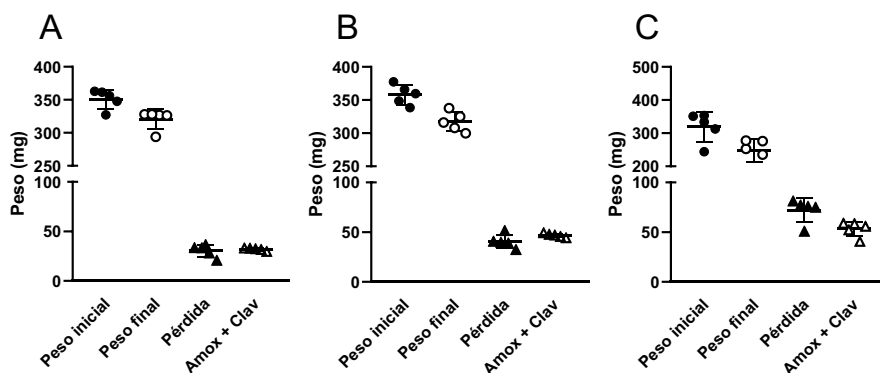 A
Peso (mg)
400
350
300
250
100
50
0
Peso inicial
Peso final
Pérdida
Amox + Clav
B
Peso (mg)
400
350
300
250
100
50
0
Peso inicial
Peso final
Pérdida
Amox + Clav
C
Peso (mg)
500
400
300
200
100
50
0
Peso inicial
Peso final
Pérdida
Amox + Clav